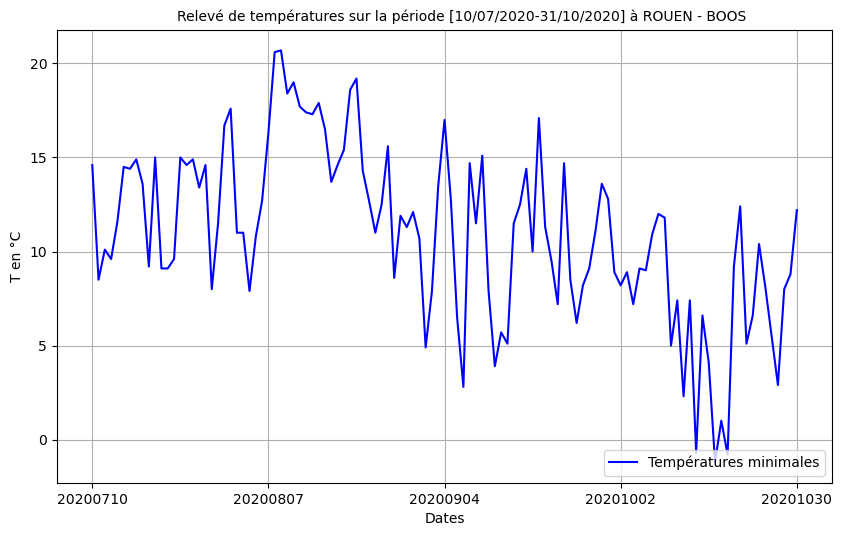 Relevé de températures sur la période [10/07/2020-31/10/2020] à ROUEN - BOOS
T en °C
20
15
10
5
0
Températures minimales
20200710 20200807 20200904 20201002 20201030
Dates